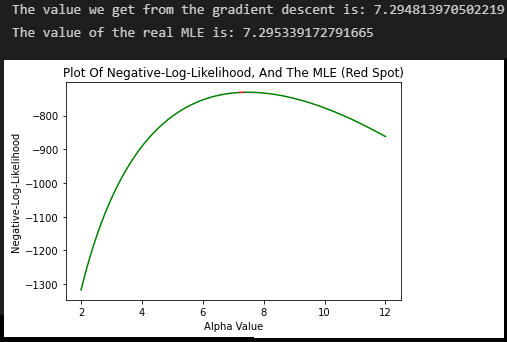 The value we get from the gradient descent is: 7.294813970502219
The value of the real MLE is: 7.295339172791665
Plot Of Negative-Log-Likelihood, And The MLE (Red Spot)
Negative-Log-Likelihood
−800
−900
−1000
−1100
−1200
−1300
2 4 6 8 10 12
Alpha Value